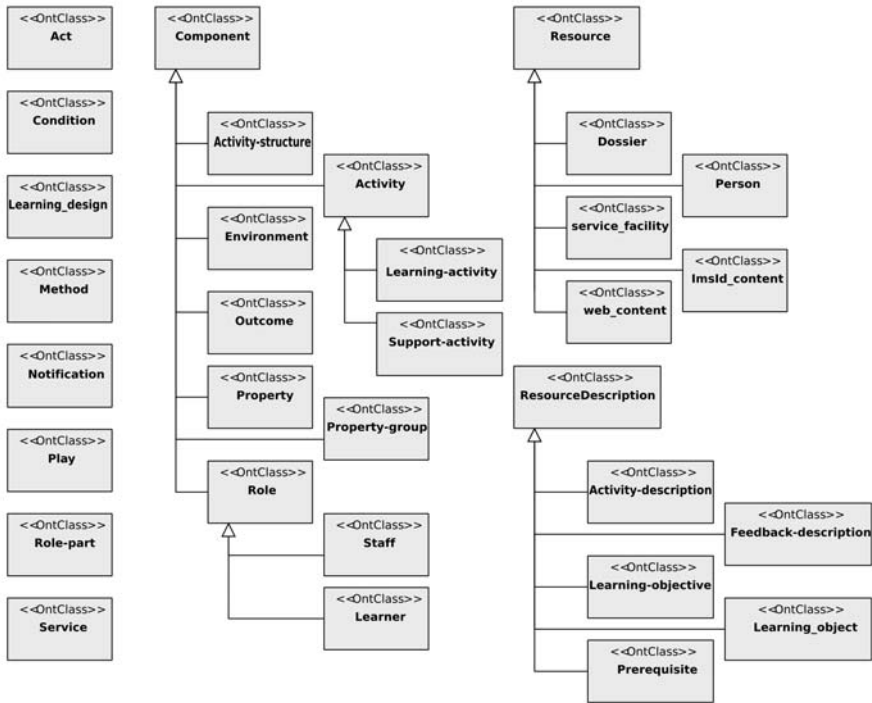 <<OntClass>>
Act
<<OntClass>>
Condition
<<OntClass>>
Learning_design
<<OntClass>>
Method
<<OntClass>>
Notification
<<OntClass>>
Play
<<OntClass>>
Role-part
<<OntClass>>
Service
<<OntClass>>
Component
<<OntClass>>
Activity-structure
<<OntClass>>
Activity
<<OntClass>>
Environment
<<OntClass>>
Learning-activity
<<OntClass>>
Outcome
<<OntClass>>
Support-activity
<<OntClass>>
Property
<<OntClass>>
Property-group
<<OntClass>>
Role
<<OntClass>>
Staff
<<OntClass>>
Learner
<<OntClass>>
Resource
<<OntClass>>
Dossier
<<OntClass>>
Person
<<OntClass>>
service_facility
<<OntClass>>
ImsId_content
<<OntClass>>
web_content
<<OntClass>>
ResourceDescription
<<OntClass>>
Activity-description
<<OntClass>>
Feedback-description
<<OntClass>>
Learning-objective
<<OntClass>>
Learning_object
<<OntClass>>
Prerequisite